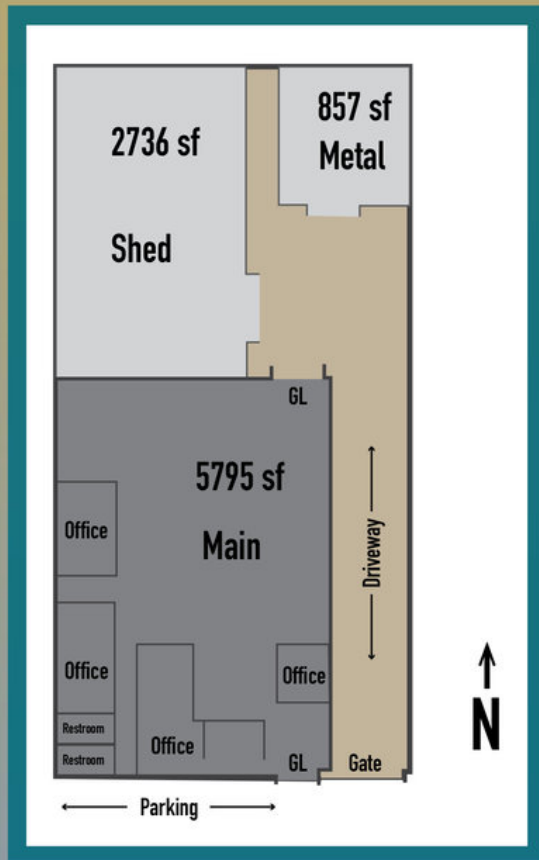 2736 sf
Shed
857 sf
Metal
GL
5795 sf
Main
Office
Driveway
Office
Office
Restroom
Office
Restroom
GL
Gate
N
Parking